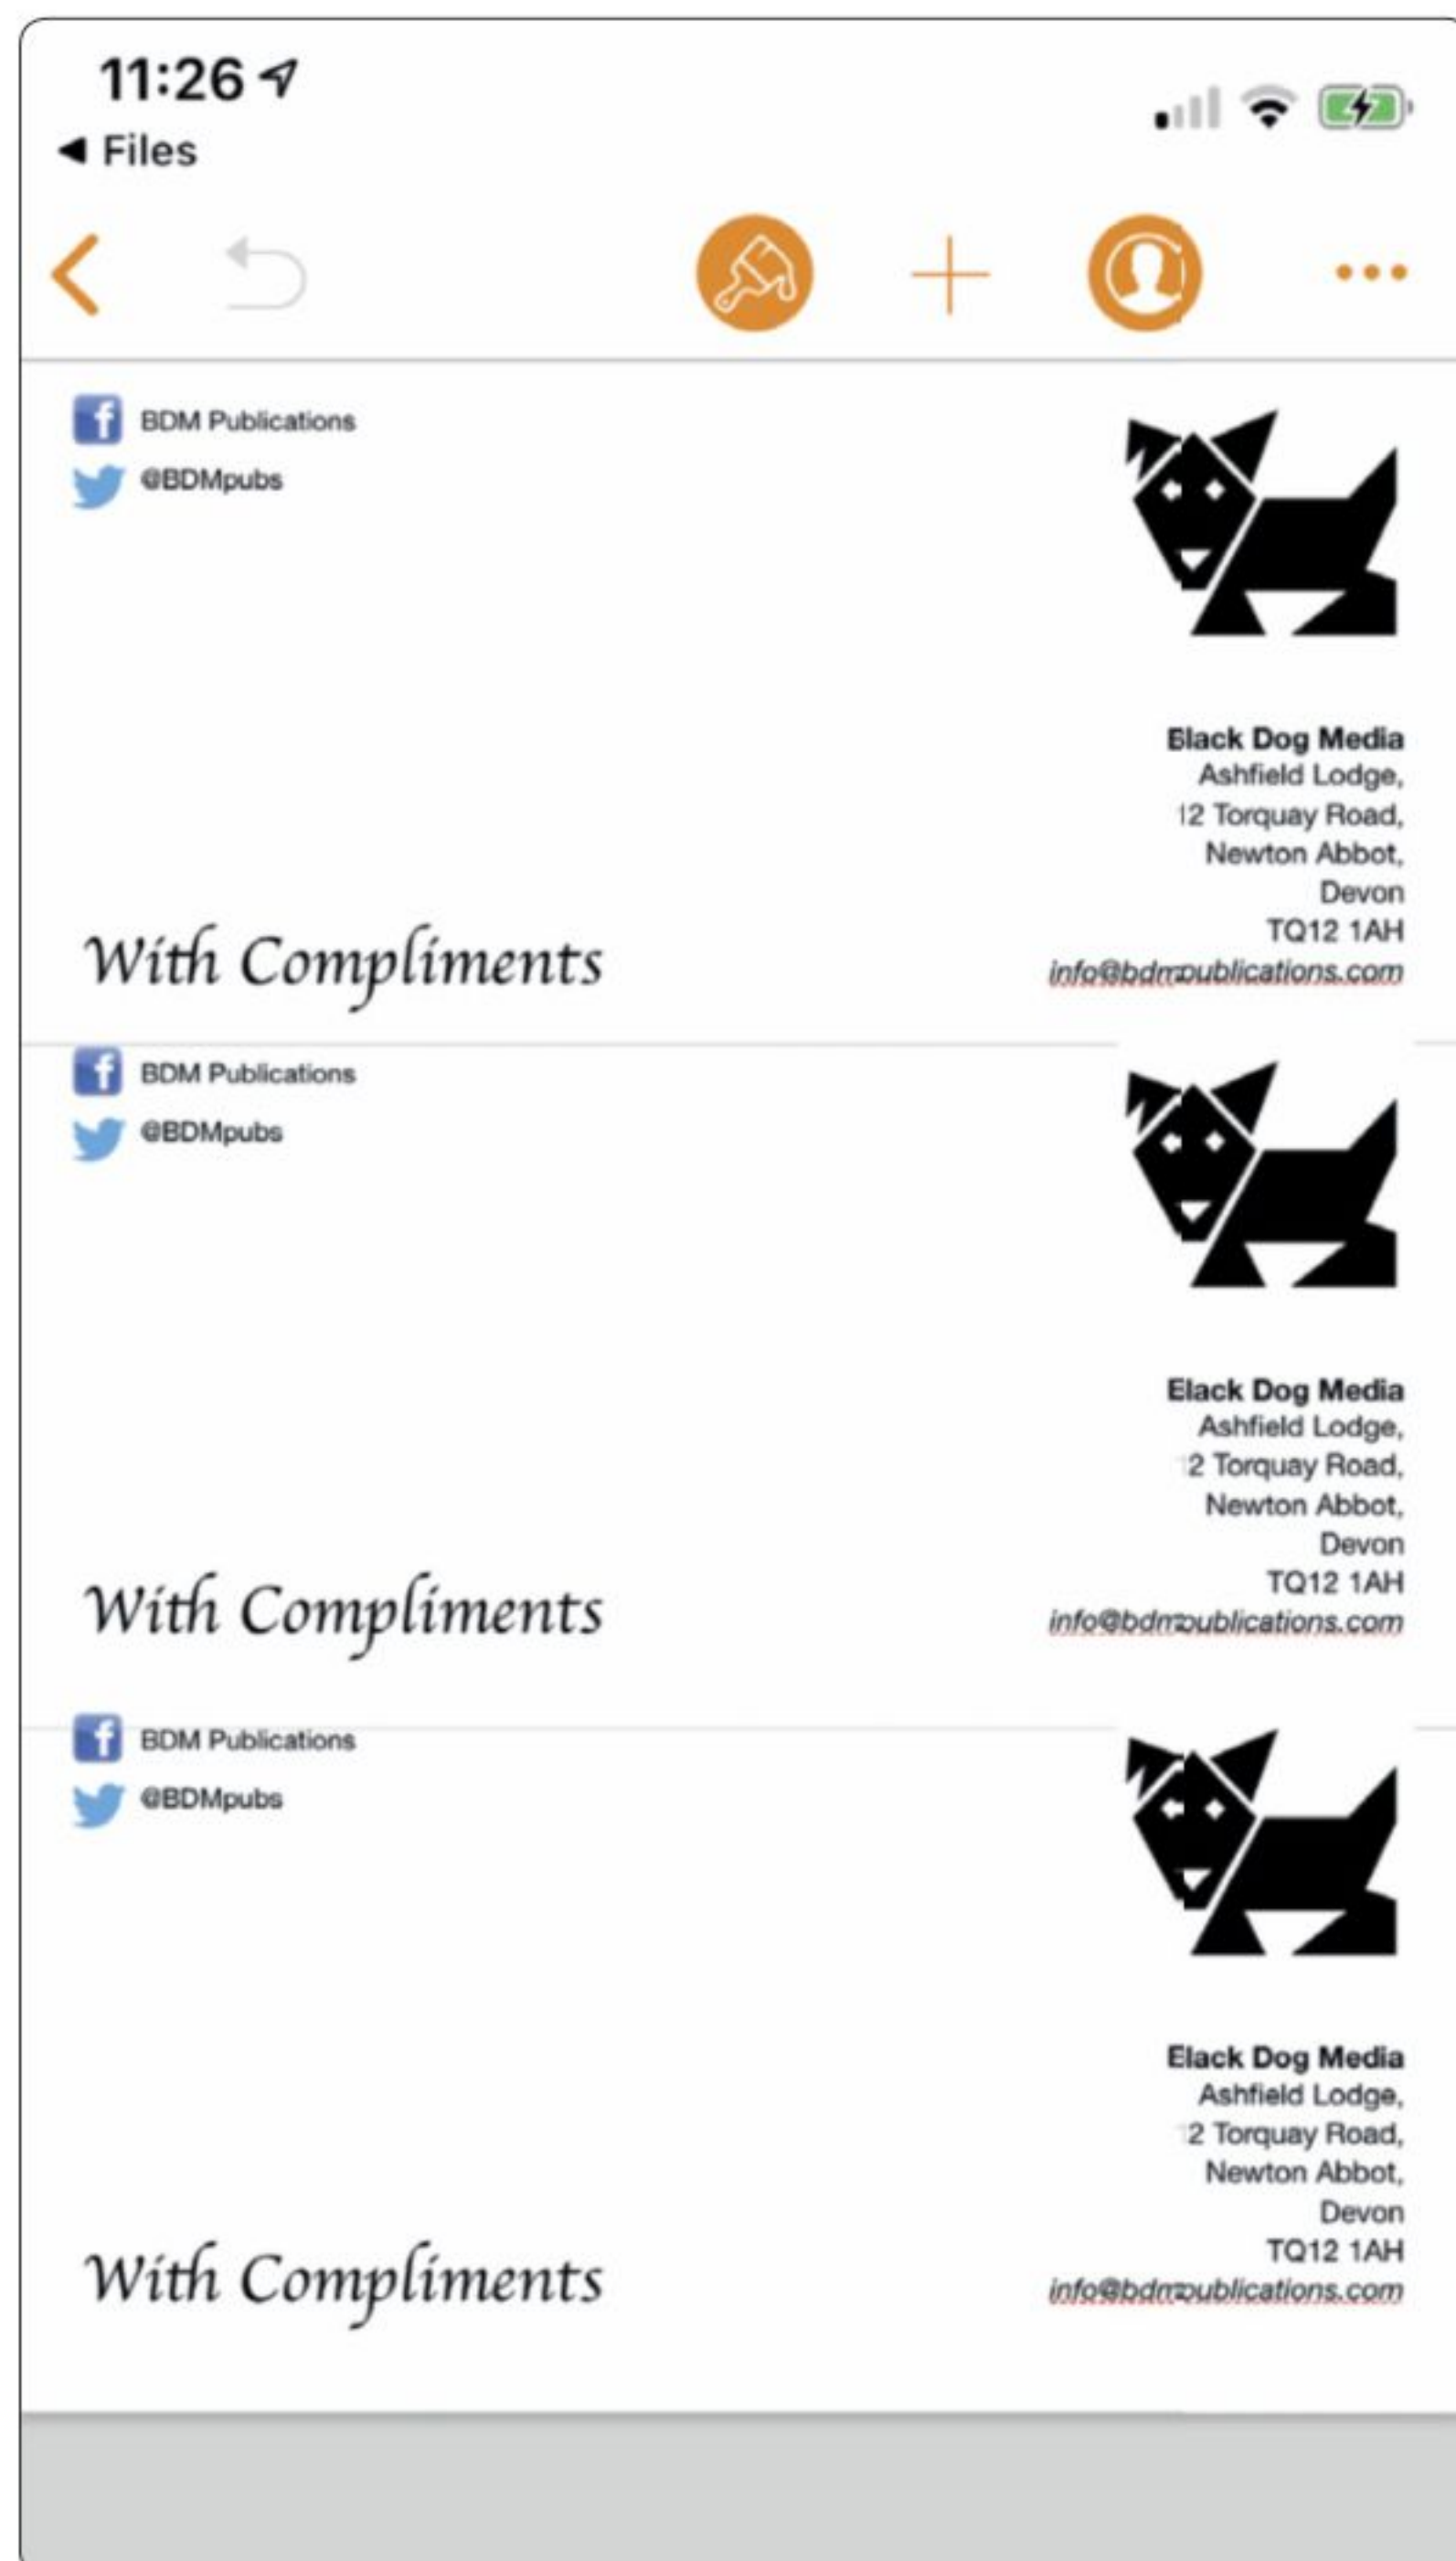 11:26
Files
BDM Publications
@BDMpubs
Black Dog Media
Ashfield Lodge,
12 Torquay Road,
Newton Abbot,
Devon
TQ12 1AH
With Compliments
info@bdmpublications.com
BDM Publications
@BDMpubs
Black Dog Media
Ashfield Lodge,
12 Torquay Road,
Newton Abbot,
Devon
TQ12 1AH
With Compliments
info@bdmpublications.com
BDM Publications
@BDMpubs
Black Dog Media
Ashfield Lodge,
12 Torquay Road,
Newton Abbot,
Devon
TQ12 1AH
With Compliments
info@bdmpublications.com